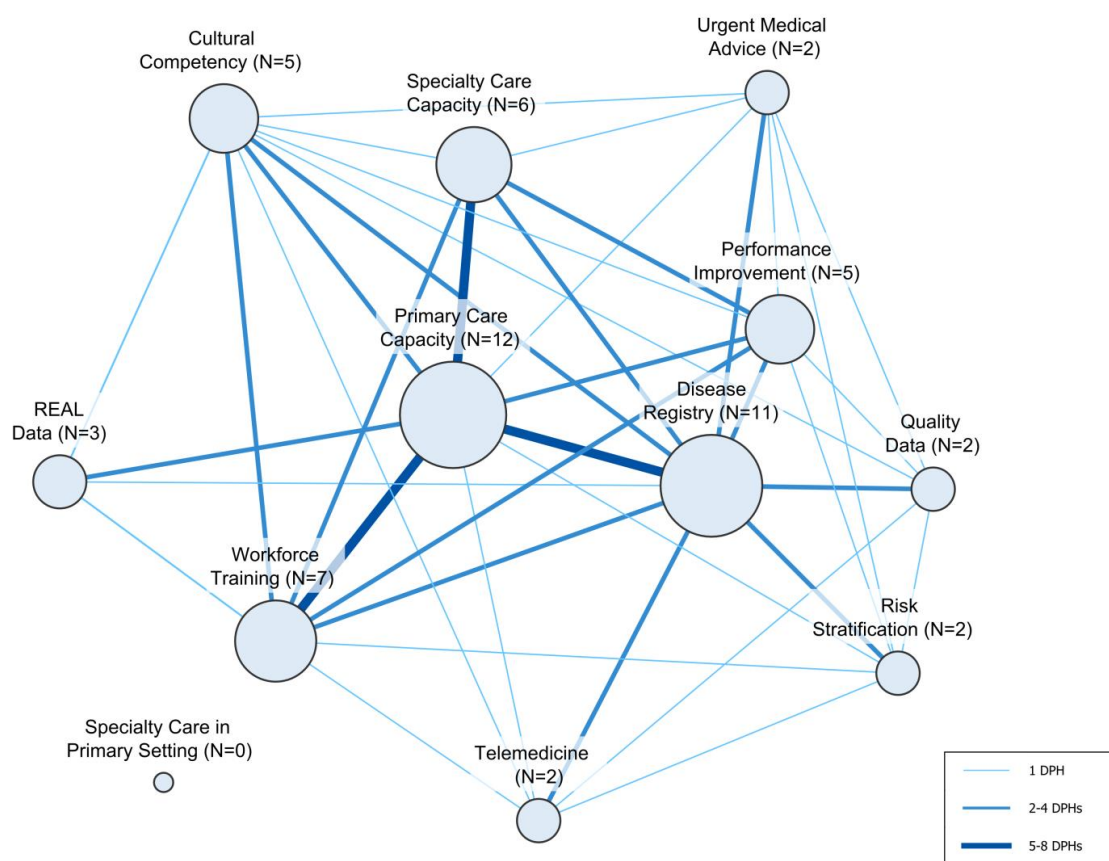 Cultural
Competency (N=5)
Specialty Care
Capacity (N=6)
Urgent Medical
Advice (N=2)
Performance
Improvement (N=5)
Primary Care
Capacity (N=12)
Disease
Registry (N=11)
REAL
Data (N=3)
Quality
Data (N=2)
Workforce
Training (N=7)
Risk
Stratification (N=2)
Specialty Care in
Primary Setting (N=0)
Telemedicine
(N=2)
1 DPH
2-4 DPHs
5-8 DPHs